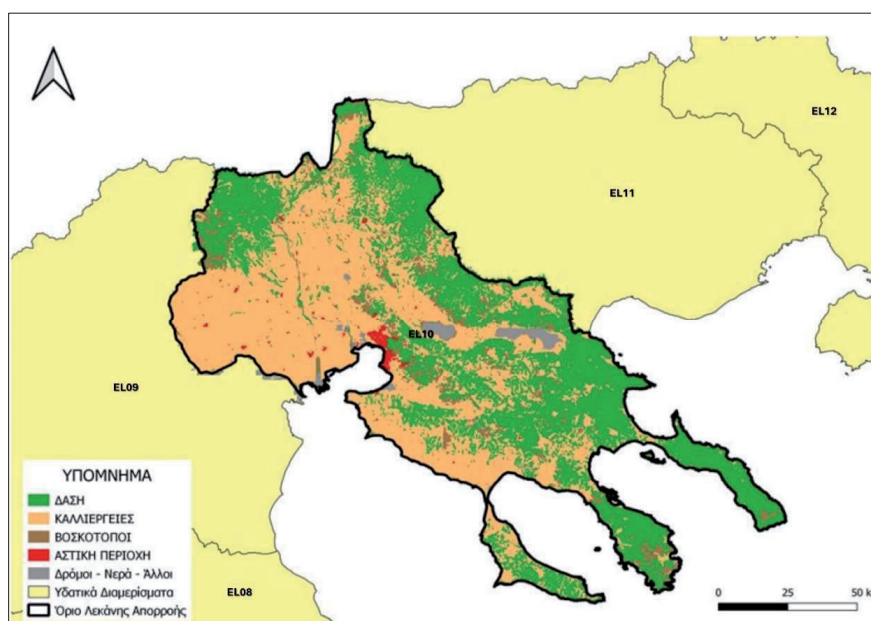 EL12
EL11
EL10
EL09
EL08
ΥΠΟΜΝΗΜΑ
ΔΑΣΗ
ΚΑΛΛΙΕΡΓΕΙΕΣ
ΒΟΣΚΟΤΟΠΟΙ
ΑΣΤΙΚΗ ΠΕΡΙΟΧΗ
Δρόμοι - Νερά - Άλλοι
Υδατικά Διαμερίσματα
Όριο Λεκάνης Απορροής
0 25 50 k